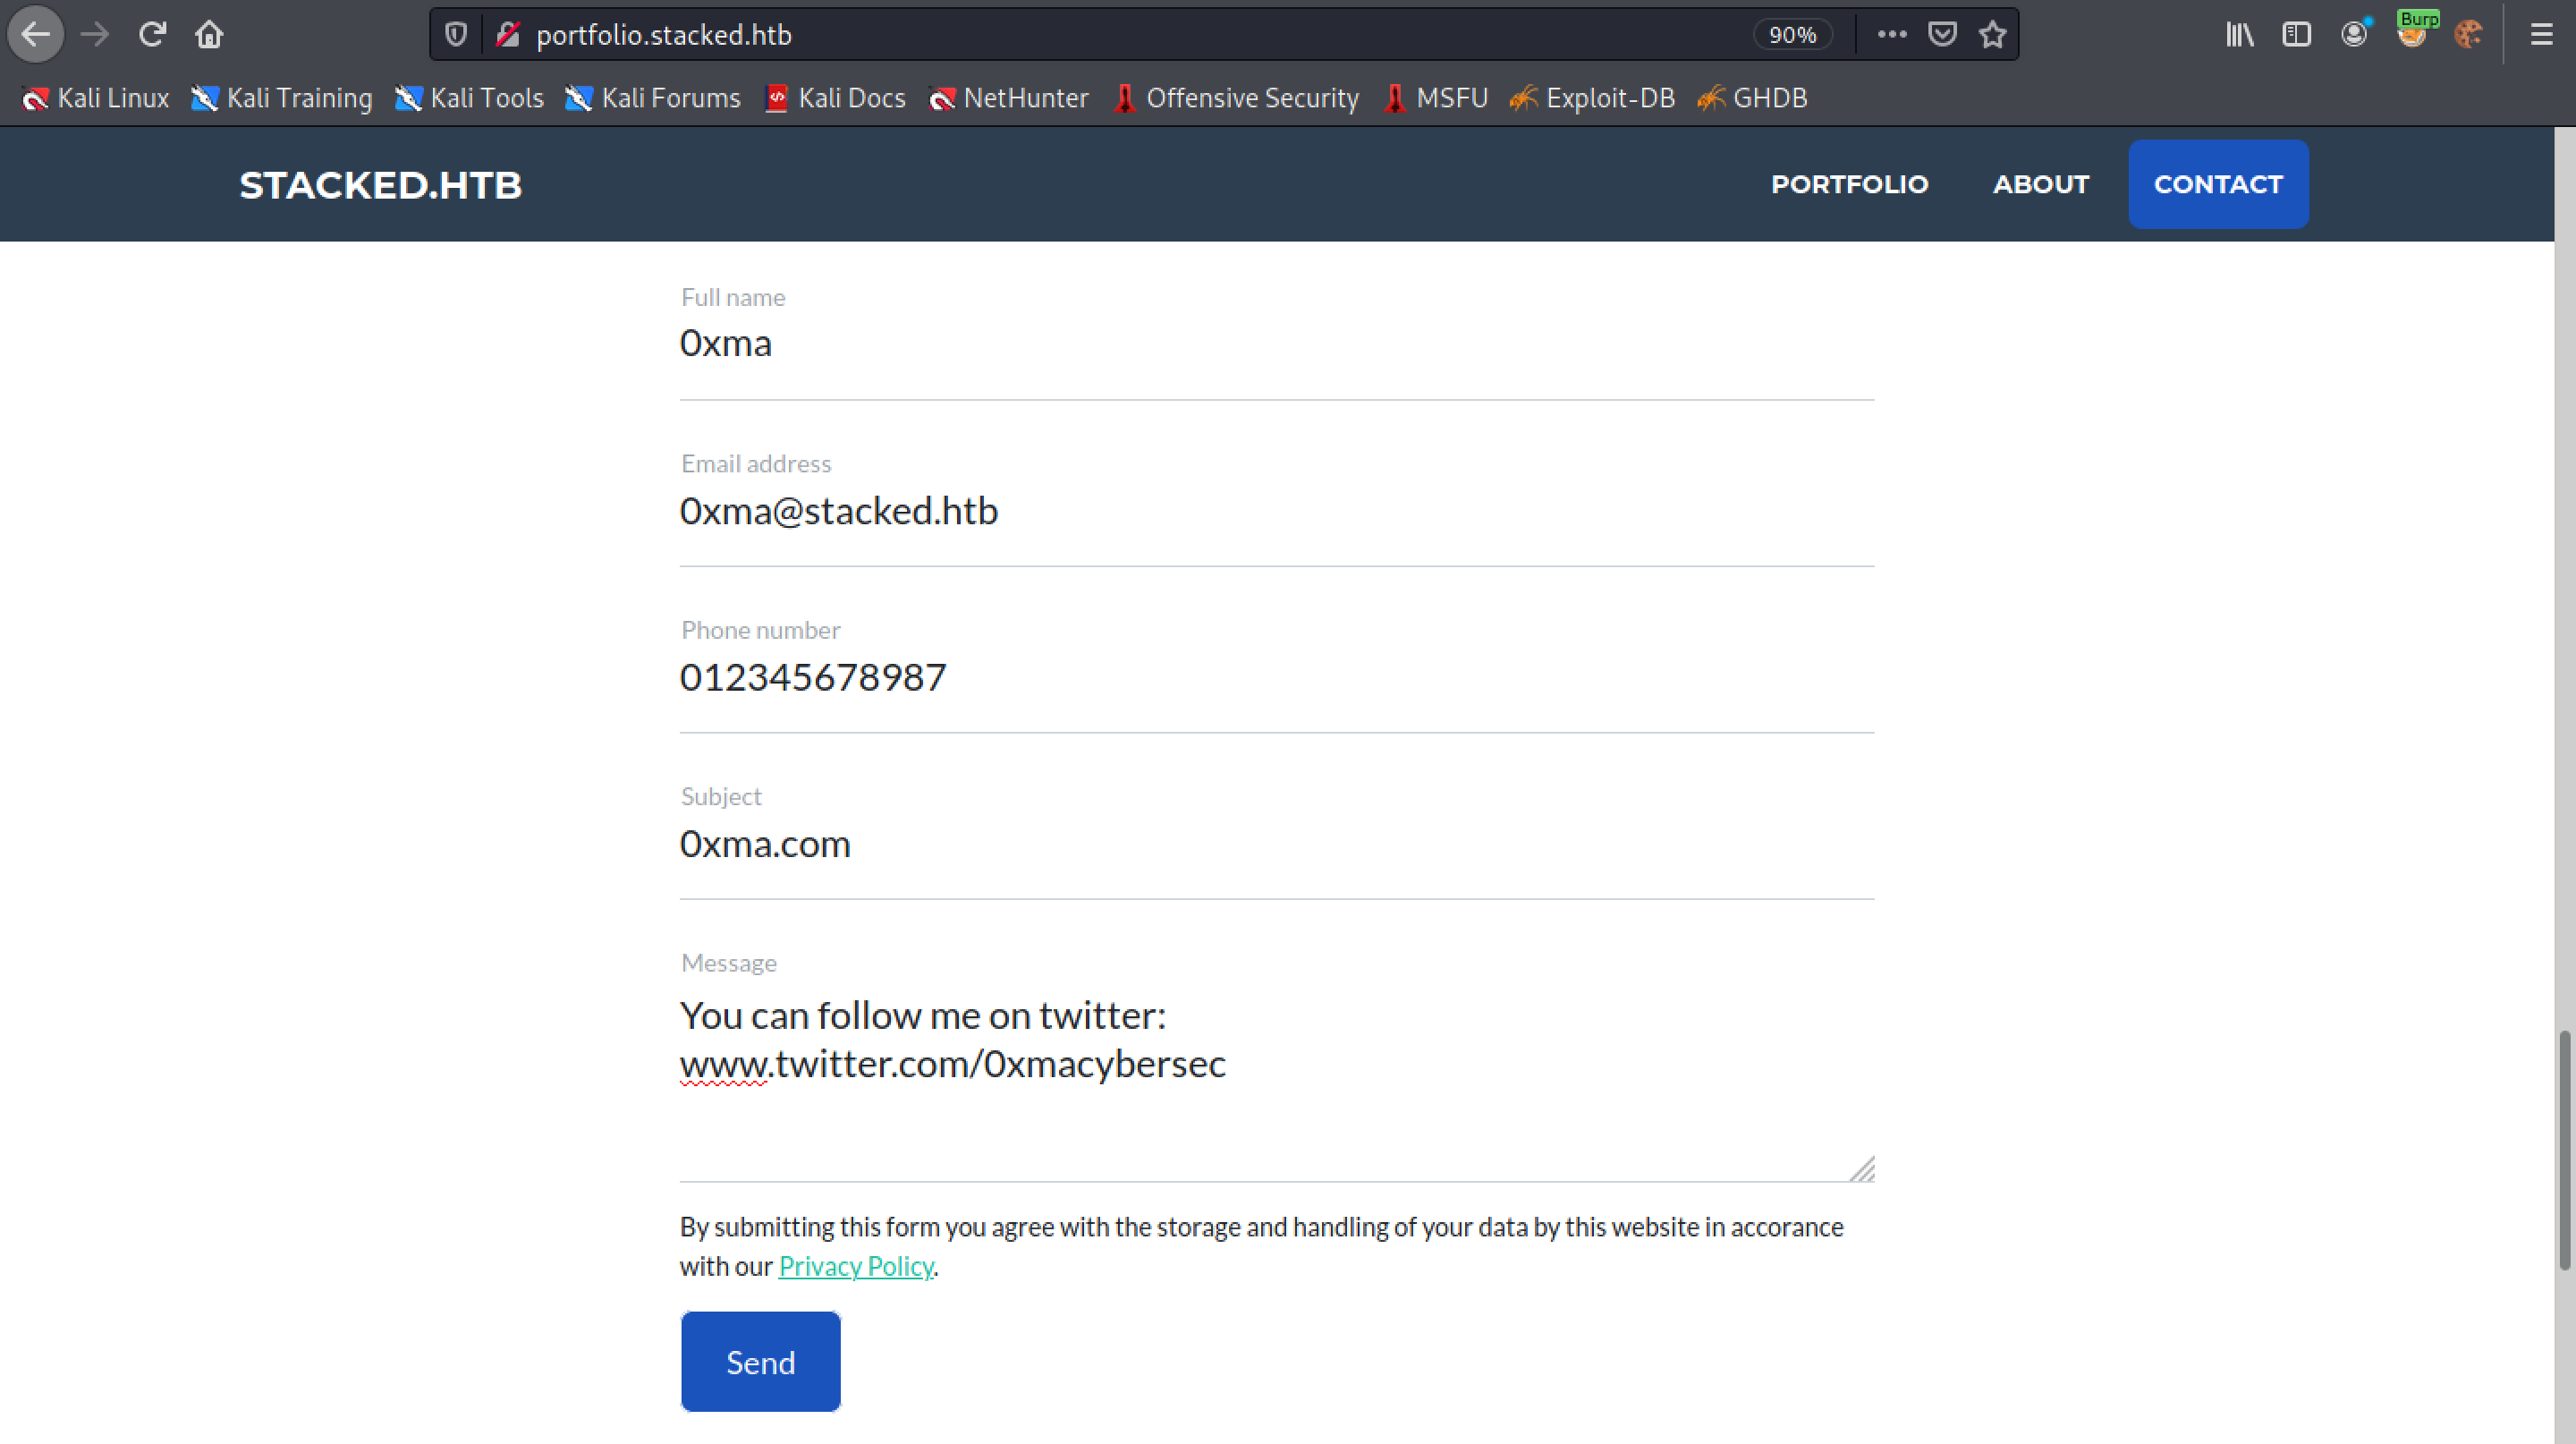 portfolio.stacked.htb
90%
Burp
Kali Linux Kali Training Kali Tools Kali Forums Kali Docs NetHunter Offensive Security MSFU Exploit-DB GHDB
STACKED.HTB PORTFOLIO ABOUT CONTACT
Full name
0xma
Email address
0xma@stacked.htb
Phone number
012345678987
Subject
0xma.com
Message
You can follow me on twitter:
www.twitter.com/0xmacybersec
By submitting this form you agree with the storage and handling of your data by this website in accorance
with our Privacy Policy.
Send